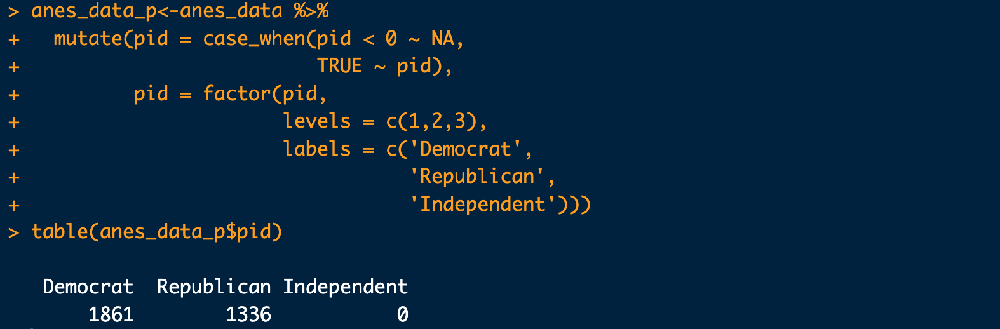 > anes_data_p<-anes_data %>%
+   mutate(pid = case_when(pid < 0 ~ NA,
+                          TRUE ~ pid),
+          pid = factor(pid,
+                       levels = c(1,2,3),
+                       labels = c('Democrat',
+                                  'Republican',
+                                  'Independent')))
> table(anes_data_p$pid)
   Democrat  Republican Independent
       1861        1336           0